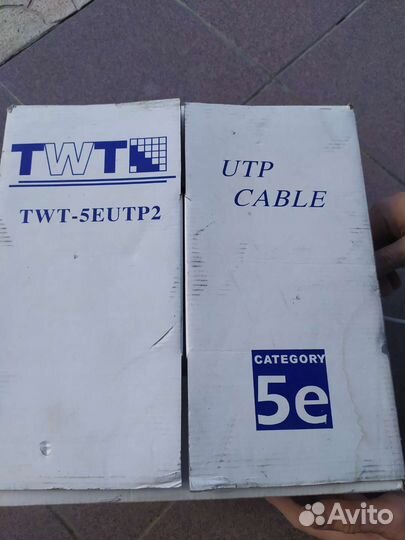 TWT
TWT-5EUTP2
UTP
CABLE
CATEGORY
5e
Avito